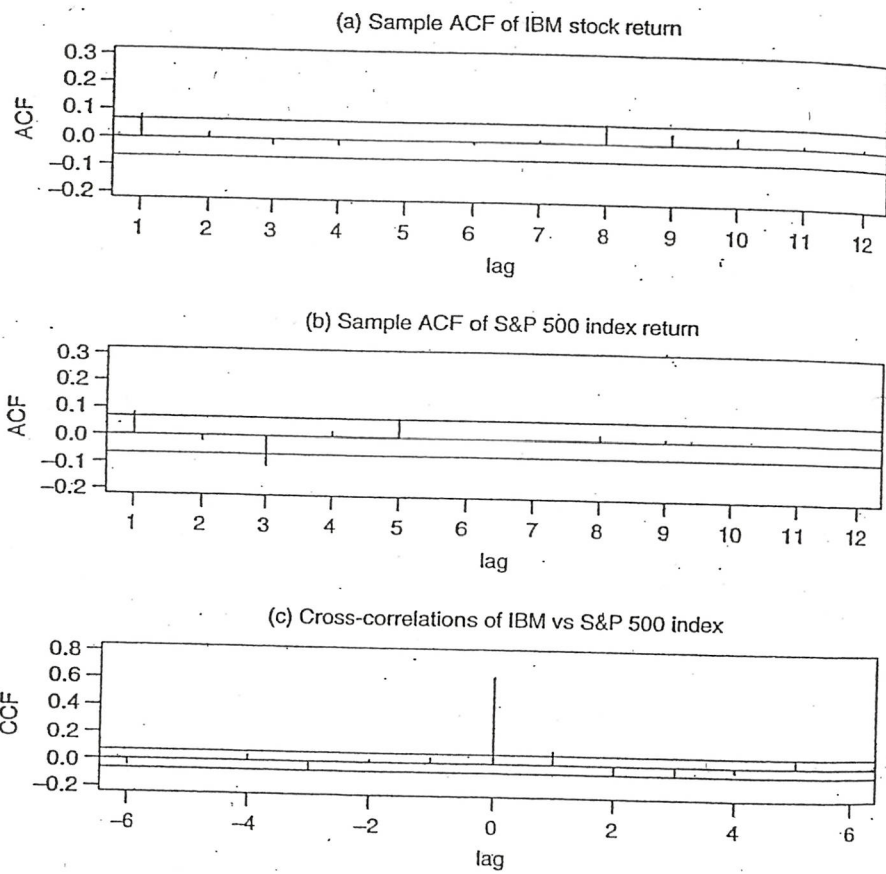 (a) Sample ACF of IBM stock return
0.3
0.2
0.1
0.0
−0.1
−0.2
ACF
1 2 3 4 5 6 7 8 9 10 11 12
lag
(b) Sample ACF of S&P 500 index return
0.3
0.2
0.1
0.0
−0.1
−0.2
ACF
1 2 3 4 5 6 7 8 9 10 11 12
lag
(c) Cross-correlations of IBM vs S&P 500 index
0.8
0.6
0.4
0.2
0.0
−0.2
CCF
−6 −4 −2 0 2 4 6
lag